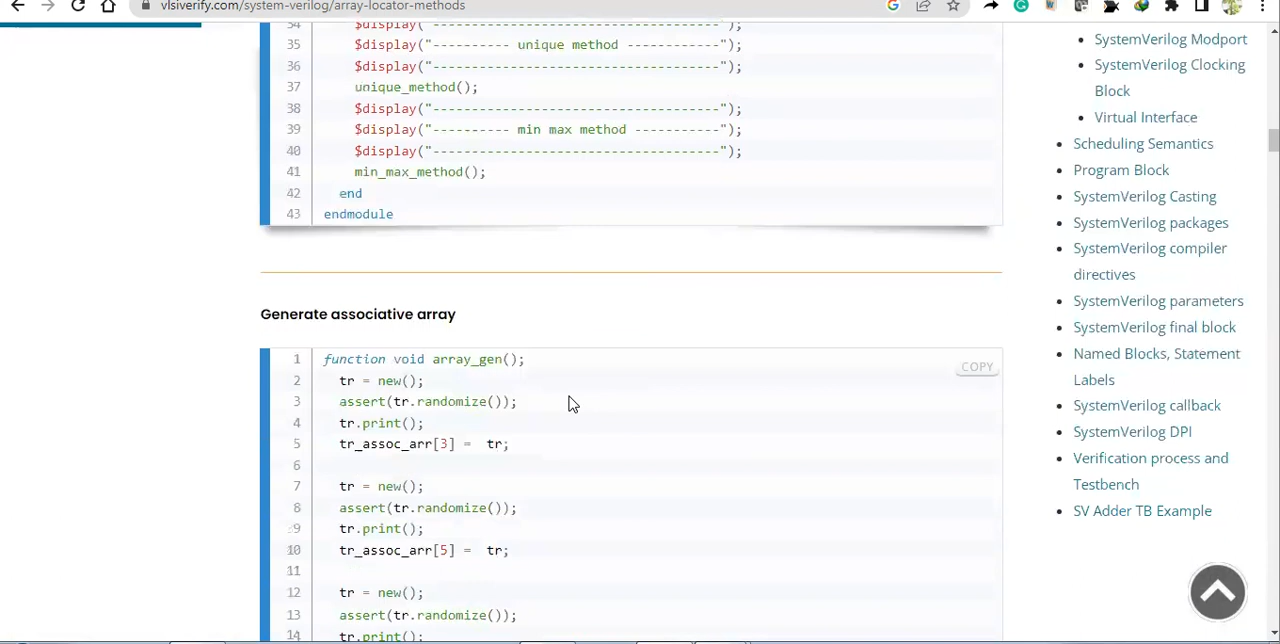 vlsiverify.com/system-verilog/array-locator-methods
34 $display("----------------------------------");
35 $display("---------- unique method -----------");
36 $display("----------------------------------");
37 unique_method();
38 $display("----------------------------------");
39 $display("---------- min max method -----------");
40 $display("----------------------------------");
41 min_max_method();
42 end
43 endmodule
Generate associative array
COPY
1 function void array_gen();
2 tr = new();
3 assert(tr.randomize());
4 tr.print();
5 tr_assoc_arr[3] = tr;
6
7 tr = new();
8 assert(tr.randomize());
9 tr.print();
10 tr_assoc_arr[5] = tr;
11
12 tr = new();
13 assert(tr.randomize());
14 tr.print();
SystemVerilog Modport
SystemVerilog Clocking
Block
Virtual Interface
Scheduling Semantics
Program Block
SystemVerilog Casting
SystemVerilog packages
SystemVerilog compiler
directives
SystemVerilog parameters
SystemVerilog final block
Named Blocks, Statement
Labels
SystemVerilog callback
SystemVerilog DPI
Verification process and
Testbench
SV Adder TB Example